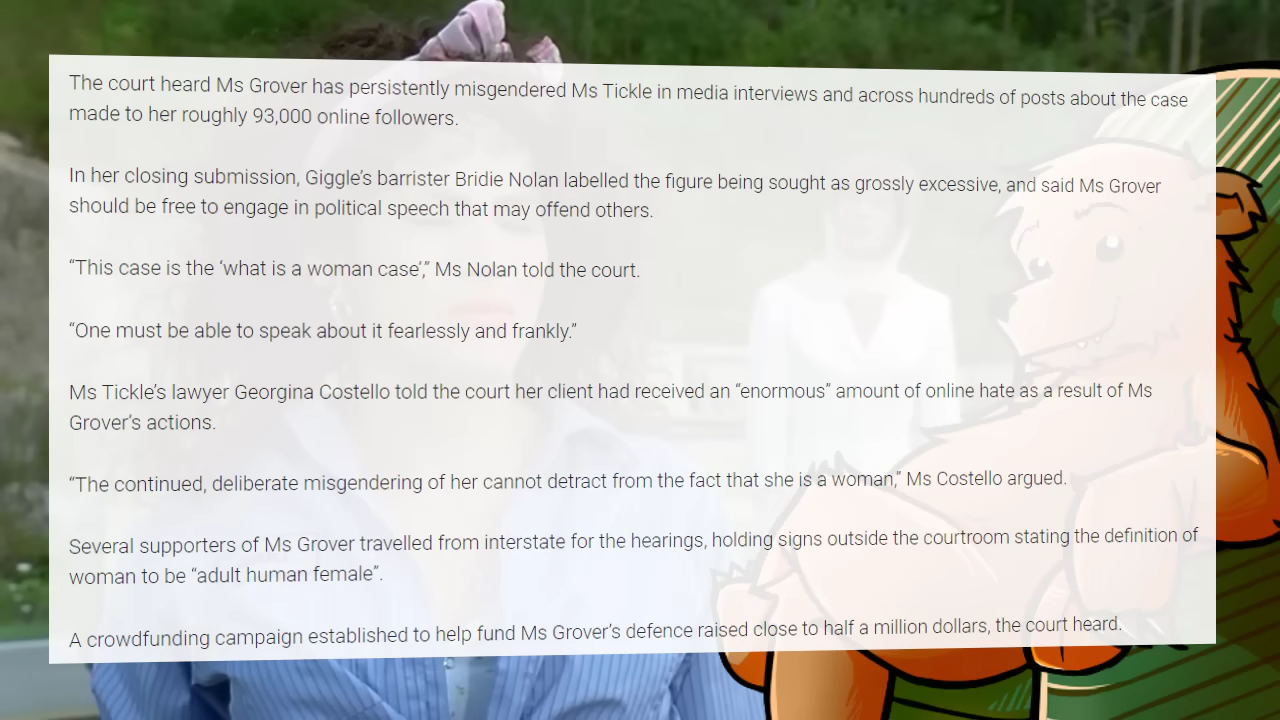 The court heard Ms Grover has persistently misgendered Ms Tickle in media interviews and across hundreds of posts about the case
made to her roughly 93,000 online followers.
In her closing submission, Giggle’s barrister Bridie Nolan labelled the figure being sought as grossly excessive, and said Ms Grover
should be free to engage in political speech that may offend others.
“This case is the ‘what is a woman case’,” Ms Nolan told the court.
“One must be able to speak about it fearlessly and frankly.”
Ms Tickle’s lawyer Georgina Costello told the court her client had received an “enormous” amount of online hate as a result of Ms
Grover’s actions.
“The continued, deliberate misgendering of her cannot detract from the fact that she is a woman,” Ms Costello argued.
Several supporters of Ms Grover travelled from interstate for the hearings, holding signs outside the courtroom stating the definition of
woman to be “adult human female”.
A crowdfunding campaign established to help fund Ms Grover’s defence raised close to half a million dollars, the court heard.